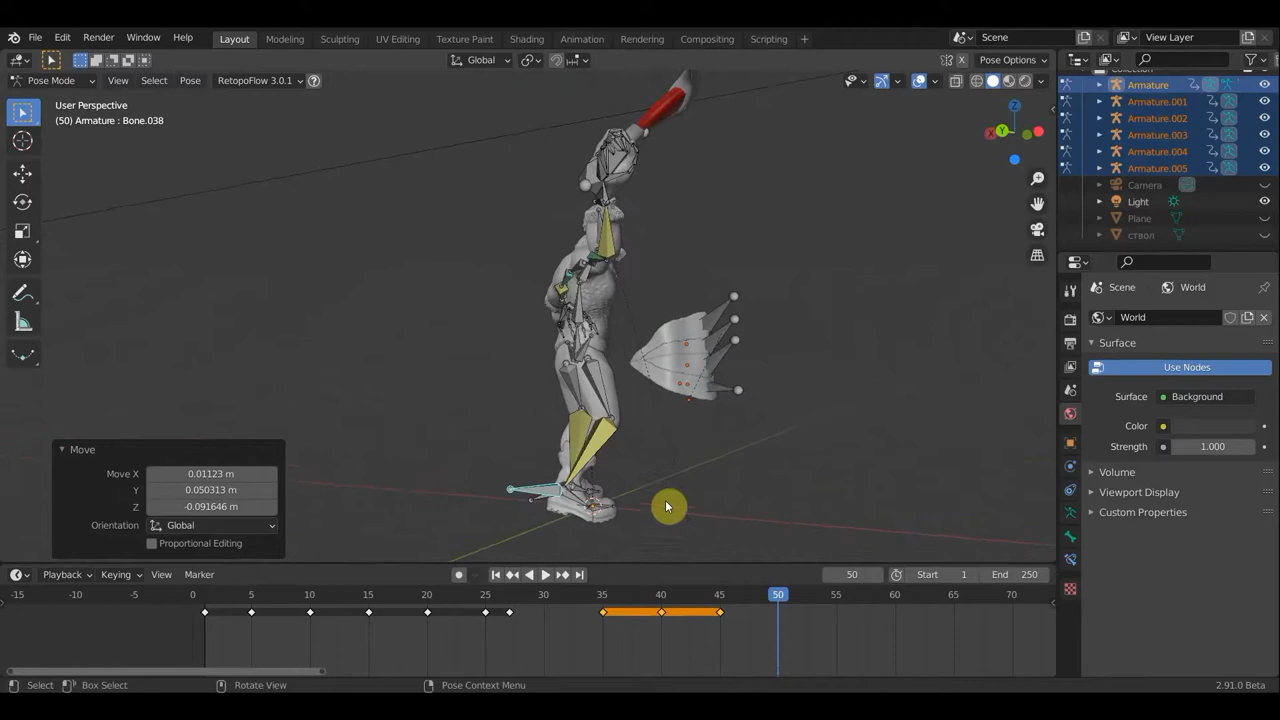 File Edit Render Window Help
Layout Modeling Sculpting UV Editing Texture Paint Shading Animation Rendering Compositing Scripting +
Scene View Layer
Global Pose Options
Pose Mode View Select Pose RetopoFlow 3.0.1
User Perspective
(50) Armature : Bone.038
Z
Y
X
Armature
Armature.001
Armature.002
Armature.003
Armature.004
Armature.005
Camera
Light
Plane
ствол
Scene World
World
Surface
Use Nodes
Surface Background
Color
Strength 1.000
Volume
Viewport Display
Custom Properties
Move
Move X 0.01123 m
Y 0.050313 m
Z -0.091646 m
Orientation Global
Proportional Editing
Playback Keying View Marker
50 Start 1 End 250
-15 -10 -5 0 5 10 15 20 25 30 35 40 45 50 55 60 65 70
Select Box Select Rotate View Pose Context Menu 2.91.0 Beta